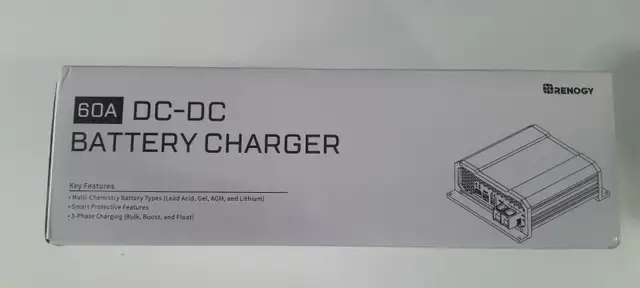 RENOGY
60A DC-DC
BATTERY CHARGER
Key Features
• Multi-Chemistry Battery Types (Lead Acid, Gel, AGM, and Lithium)
• Smart Protective Features
• 3-Phase Charging (Bulk, Boost, and Float)